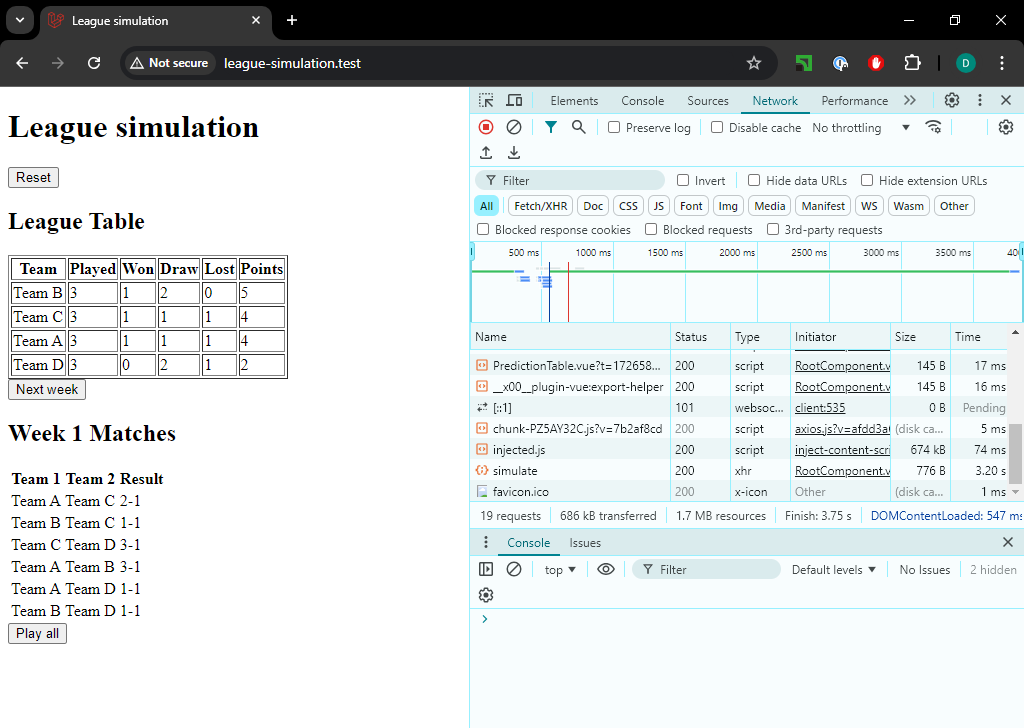 League simulation
Not secure
league-simulation.test
D
League simulation
Reset
League Table
Team Played Won Draw Lost Points
Team B 3 1 2 0 5
Team C 3 1 1 1 4
Team A 3 1 1 1 4
Team D 3 0 2 1 2
Next week
Week 1 Matches
Team 1 Team 2 Result
Team A Team C 2-1
Team B Team C 1-1
Team C Team D 3-1
Team A Team B 3-1
Team A Team D 1-1
Team B Team D 1-1
Play all
Elements Console Sources Network Performance
Preserve log Disable cache No throttling
Filter Invert Hide data URLs Hide extension URLs
All Fetch/XHR Doc CSS JS Font Img Media Manifest WS Wasm Other
Blocked response cookies Blocked requests 3rd-party requests
500 ms 1000 ms 1500 ms 2000 ms 2500 ms 3000 ms 3500 ms 400
Name Status Type Initiator Size Time
PredictionTable.vue?t=172658... 200 script RootComponent.v 145 B 17 ms
__x00__plugin-vue:export-helper 200 script RootComponent.v 145 B 16 ms
[::1] 101 websoc... client:535 0 B Pending
chunk-PZ5AY32C.js?v=7b2af8cd 200 script axios.js?v=afdd3a (disk ca... 5 ms
injected.js 200 script inject-content-scri 674 kB 74 ms
simulate 200 xhr RootComponent.v 776 B 3.20 s
favicon.ico 200 x-icon Other (disk ca... 1 ms
19 requests 686 kB transferred 1.7 MB resources Finish: 3.75 s DOMContentLoaded: 547 ms
Console Issues
top Filter Default levels No Issues 2 hidden